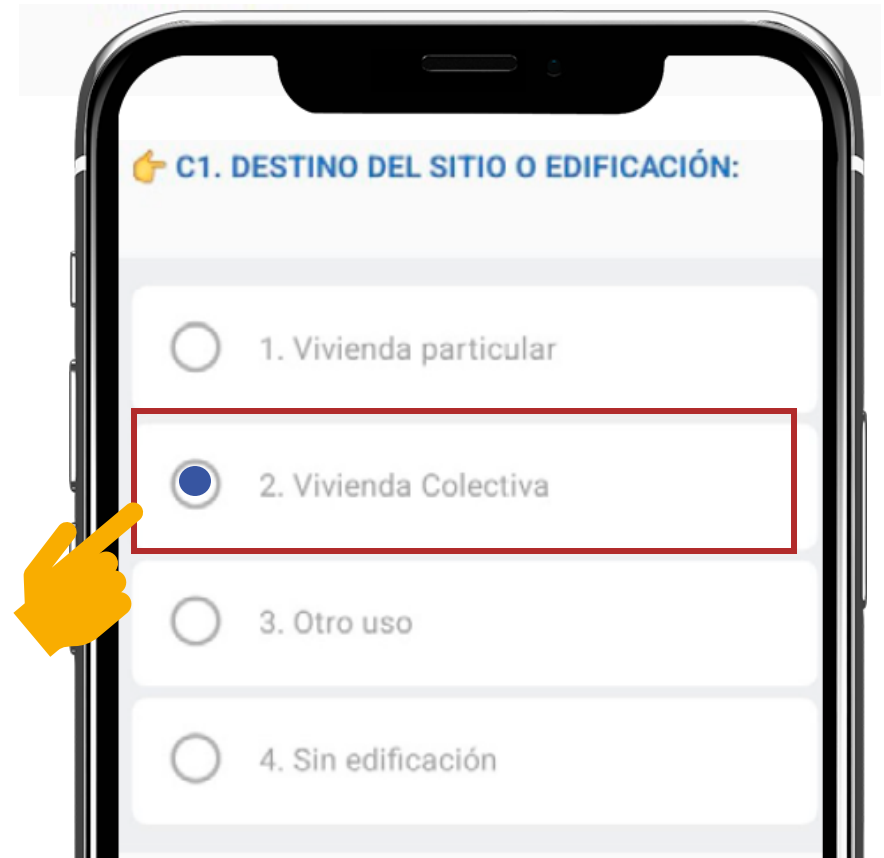 C1. DESTINO DEL SITIO O EDIFICACIÓN:
1. Vivienda particular
2. Vivienda Colectiva
3. Otro uso
4. Sin edificación